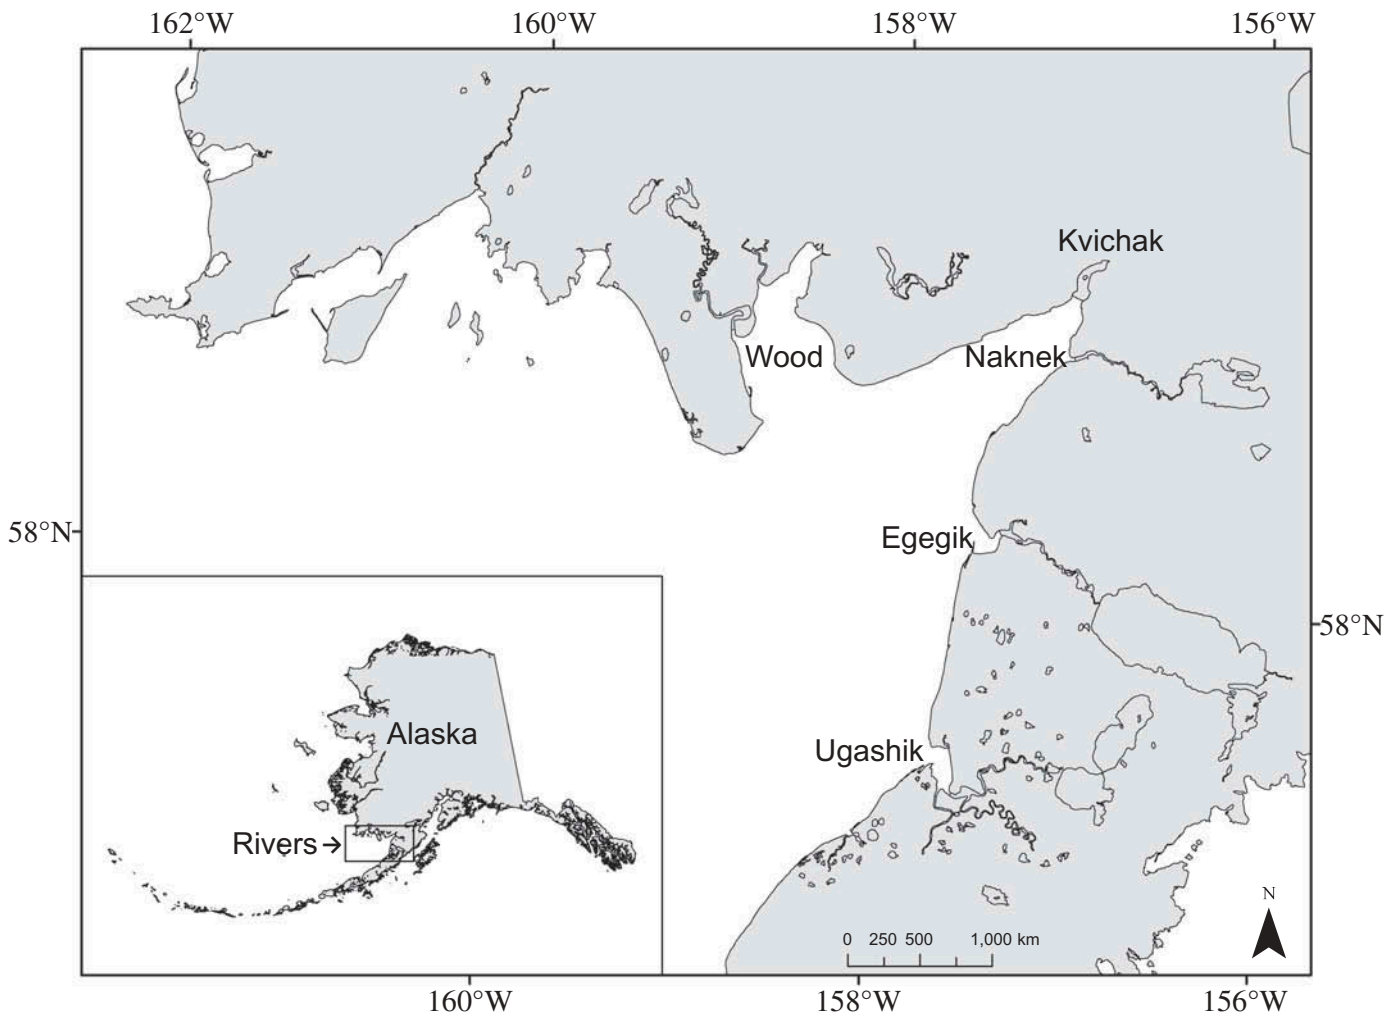 162°W 160°W 158°W 156°W
Kvichak
Wood
Naknek
58°N
Egegik
58°N
Alaska
Ugashik
Rivers
N
0 250 500 1,000 km
160°W 158°W 156°W